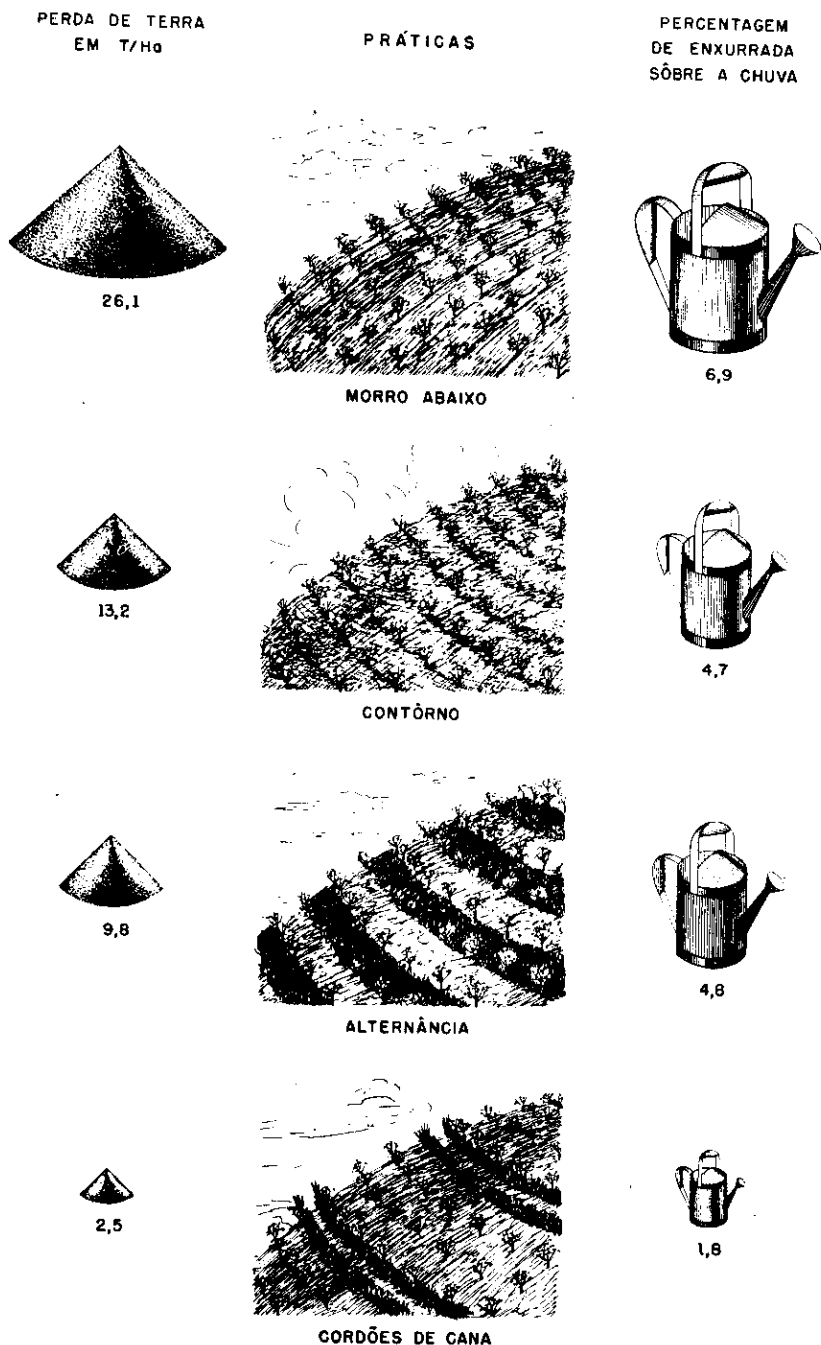 PERDA DE TERRA
EM T/Ha
PRÁTICAS
PERCENTAGEM
DE ENXURRADA
SÔBRE A CHUVA
26,1
MORRO ABAIXO
6,9
13,2
CONTÔRNO
4,7
9,8
ALTERNÂNCIA
4,8
2,5
CORDÕES DE CANA
1,8